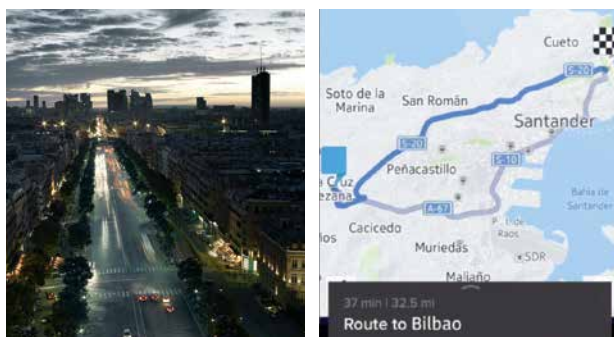 Cueto
S-20
Soto de la
Marina
San Román
Santander
S-20
S-10
Peñacastillo
Cruz
Bahía de
Santander
A-67
Cacicedo
Raos
Muriedas
SDR
Maliaño
37 min | 32.5 mi
Route to Bilbao